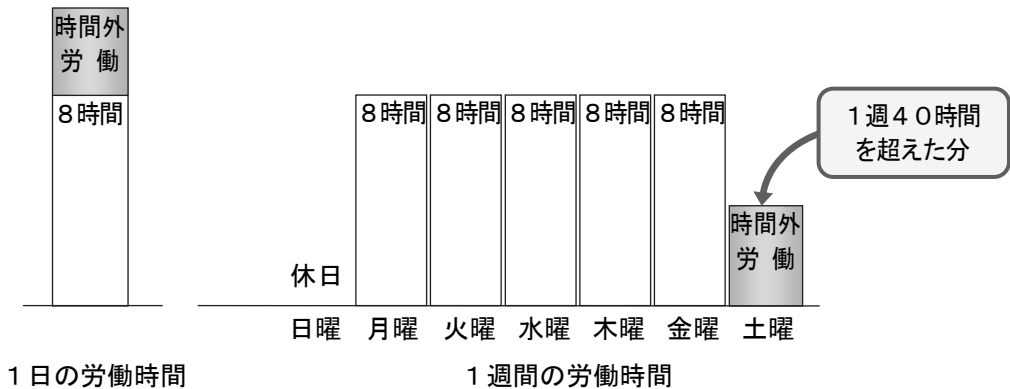 時間外
労働
8時間
8時間
8時間
8時間
8時間
8時間
1週40時間
を超えた分
時間外
労働
休日
日曜 月曜 火曜 水曜 木曜 金曜 土曜
1日の労働時間
1週間の労働時間